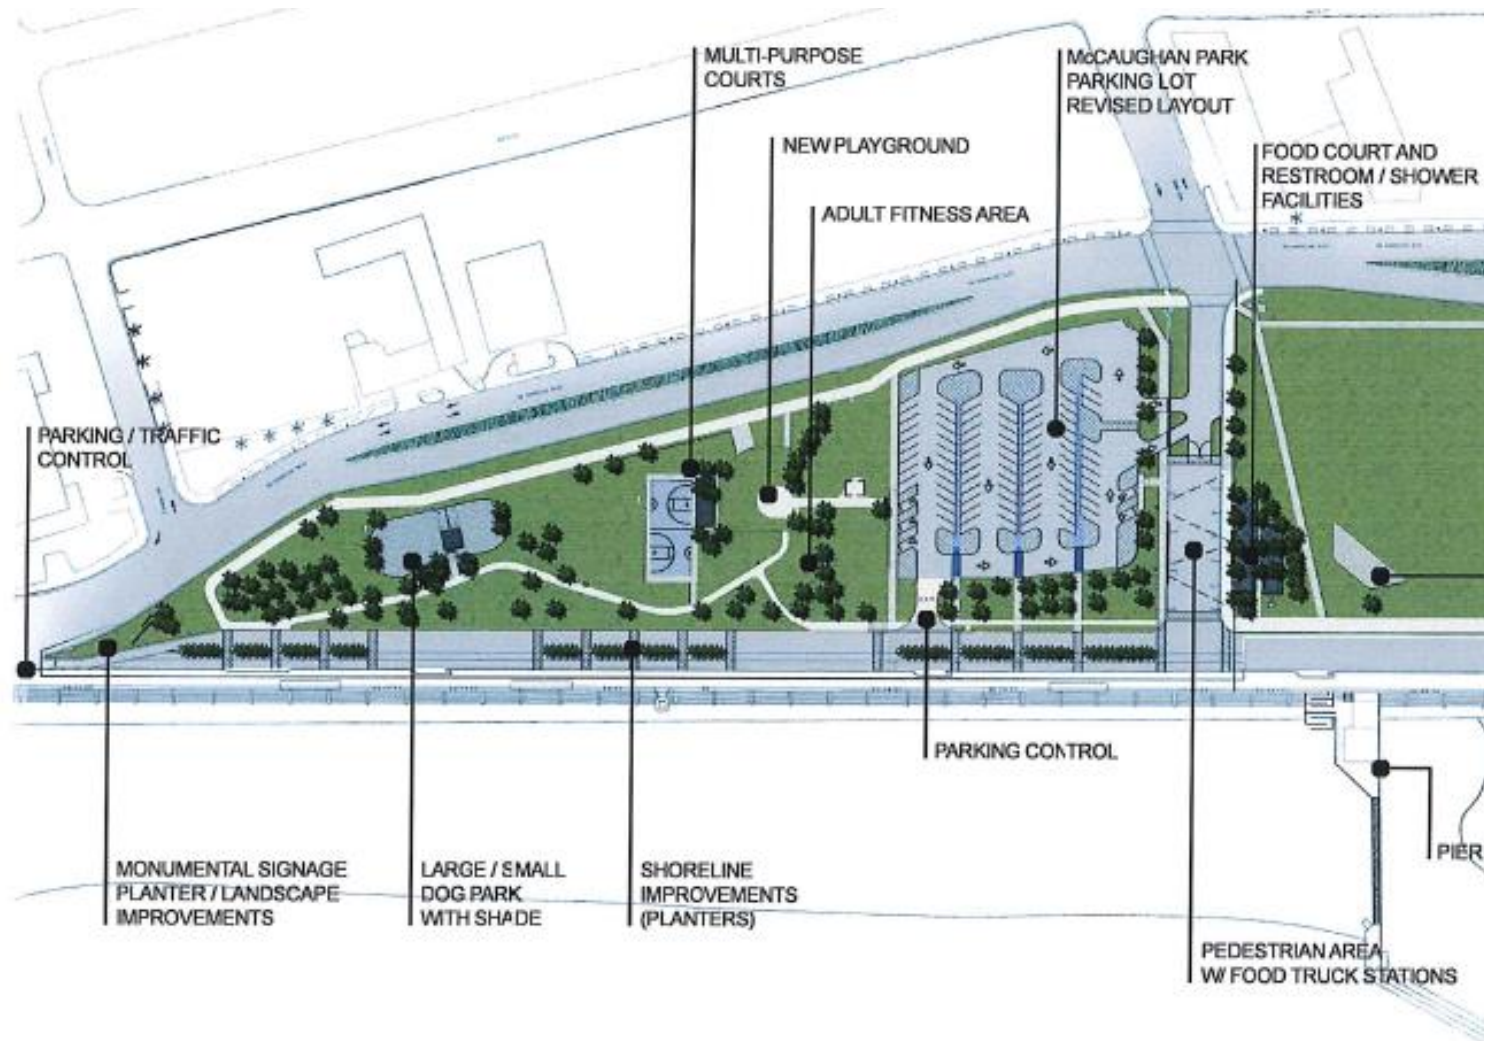 MULTI-PURPOSE
COURTS
McCAUGHAN PARK
PARKING LOT
REVISED LAYOUT
NEW PLAYGROUND
FOOD COURT AND
RESTROOM / SHOWER
FACILITIES
ADULT FITNESS AREA
PARKING / TRAFFIC
CONTROL
PARKING CONTROL
MONUMENTAL SIGNAGE
PLANTER / LANDSCAPE
IMPROVEMENTS
LARGE / SMALL
DOG PARK
WITH SHADE
SHORELINE
IMPROVEMENTS
(PLANTERS)
PIER
PEDESTRIAN AREA
W/ FOOD TRUCK STATIONS